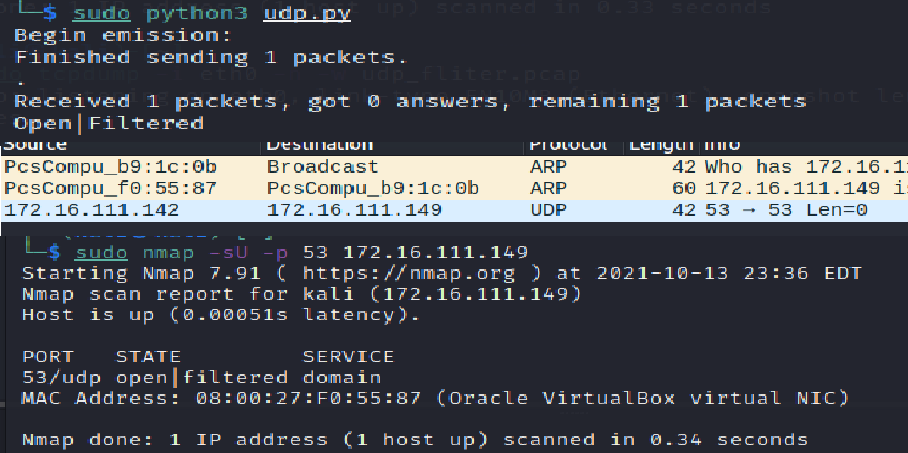 └─$ sudo python3 udp.py
Begin emission:
Finished sending 1 packets.
.
Received 1 packets, got 0 answers, remaining 1 packets
Open|Filtered
Source Destination Protocol Length Info
PcsCompu_b9:1c:0b Broadcast ARP 42 Who has 172.16.1
PcsCompu_f0:55:87 PcsCompu_b9:1c:0b ARP 60 172.16.111.149 i
172.16.111.142 172.16.111.149 UDP 42 53 → 53 Len=0
└─$ sudo nmap -sU -p 53 172.16.111.149
Starting Nmap 7.91 ( https://nmap.org ) at 2021-10-13 23:36 EDT
Nmap scan report for kali (172.16.111.149)
Host is up (0.00051s latency).
PORT STATE SERVICE
53/udp open|filtered domain
MAC Address: 08:00:27:F0:55:87 (Oracle VirtualBox virtual NIC)
Nmap done: 1 IP address (1 host up) scanned in 0.34 seconds